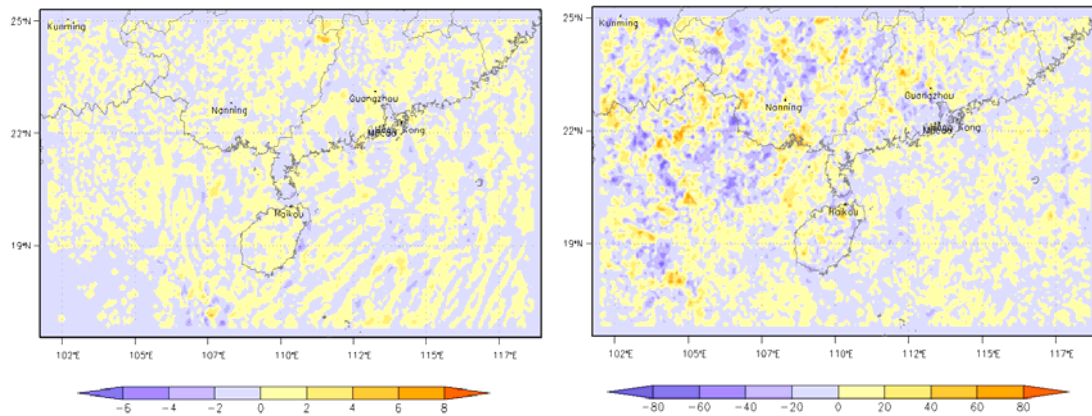 25°N
Kunming
Nanning
Guangzhou
22°N
Kong
Haikou
19°N
102°E 105°E 107°E 110°E 112°E 115°E 117°E
-6 -4 -2 0 2 4 6 8
25°N
Kunming
Nanning
Guangzhou
22°N
Kong
Haikou
19°N
102°E 105°E 107°E 110°E 112°E 115°E 117°E
-80 -60 -40 -20 0 20 40 60 80